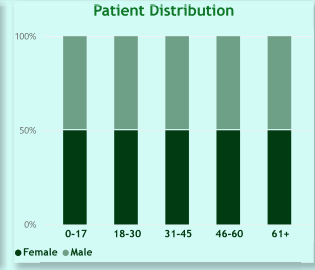 Patient Distribution
100%
50%
0%
0-17 18-30 31-45 46-60 61+
Female Male